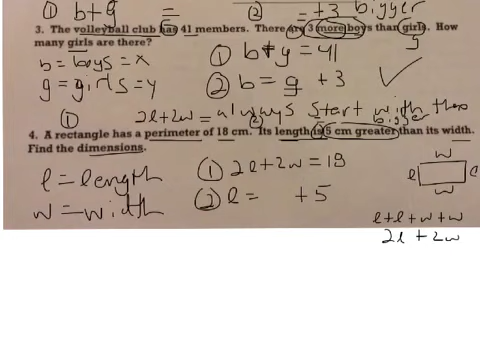 ① b+g =
② = +3 bigger
3. The volleyball club has 41 members. There are 3 more boys than girls. How
many girls are there?
g
b = boys = x
① b+y = 41
g = girls = y
② b = g +3
① 2l+2w = always start with this
② bigger
4. A rectangle has a perimeter of 18 cm. Its length is 5 cm greater than its width.
Find the dimensions.
l = length
① 2l+2w = 18
w = width
② l = +5
w
l l
w
l+l+w+w
2l+2w